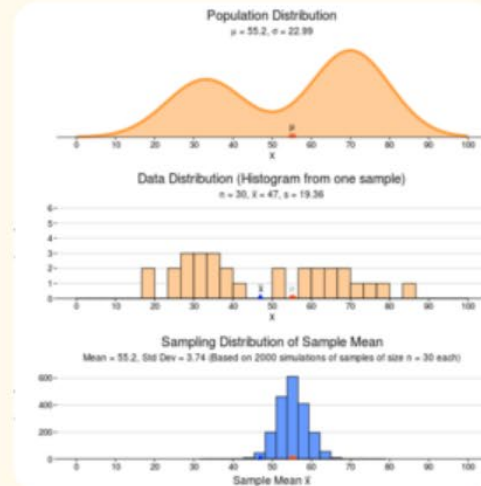 Population Distribution
μ = 55.2, σ = 22.99
μ
0 10 20 30 40 50 60 70 80 90 100
X
Data Distribution (Histogram from one sample)
n = 30, x̄ = 47, s = 19.36
6
5
4
3
2
1
0
x̄
0 10 20 30 40 50 60 70 80 90 100
X
Sampling Distribution of Sample Mean
Mean = 55.2, Std Dev = 3.74 (Based on 2000 simulations of samples of size n = 30 each)
600
400
200
0
0 10 20 30 40 50 60 70 80 90 100
Sample Mean x̄